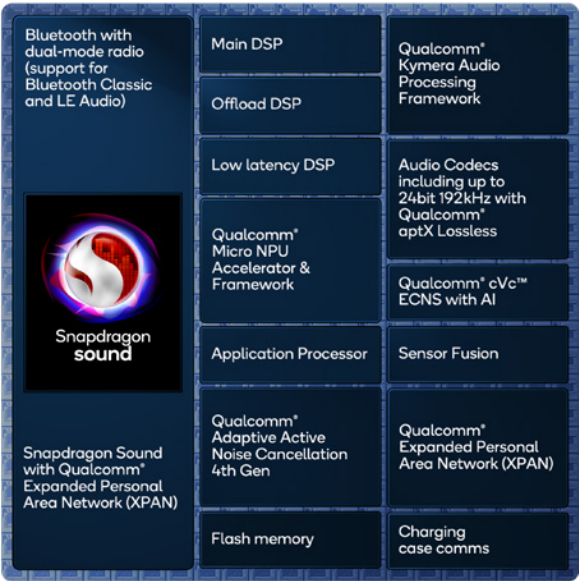 Bluetooth with
dual-mode radio
(support for
Bluetooth Classic
and LE Audio)
Snapdragon
sound
Snapdragon Sound
with Qualcomm®
Expanded Personal
Area Network (XPAN)
Main DSP
Offload DSP
Low latency DSP
Qualcomm®
Micro NPU
Accelerator &
Framework
Application Processor
Qualcomm®
Adaptive Active
Noise Cancellation
4th Gen
Flash memory
Qualcomm®
Kymera Audio
Processing
Framework
Audio Codecs
including up to
24bit 192kHz with
Qualcomm®
aptX Lossless
Qualcomm® cVc™
ECNS with AI
Sensor Fusion
Qualcomm®
Expanded Personal
Area Network (XPAN)
Charging
case comms